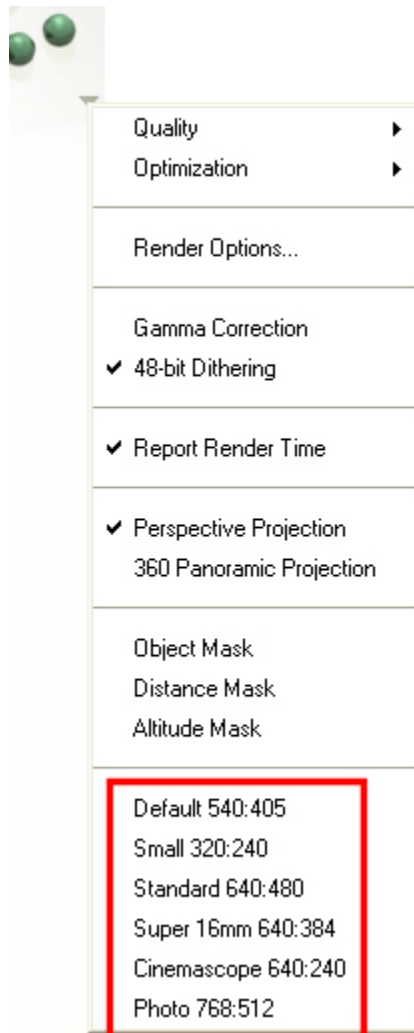 Quality
Optimization
Render Options...
Gamma Correction
48-bit Dithering
Report Render Time
Perspective Projection
360 Panoramic Projection
Object Mask
Distance Mask
Altitude Mask
Default 540:405
Small 320:240
Standard 640:480
Super 16mm 640:384
Cinemascope 640:240
Photo 768:512